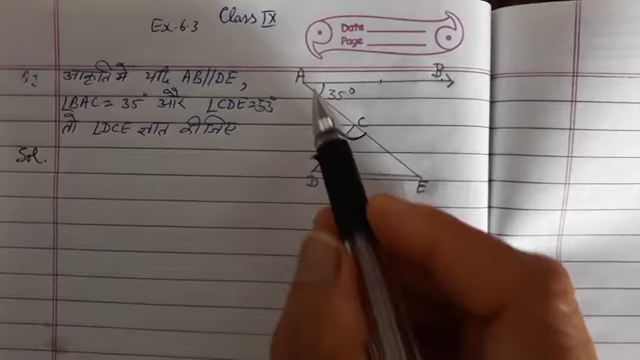 Ex-6.3
Class IX
Date
Page
आकृति में यदि AB//DE,
∠BAC = 35° और ∠CDE = 53°
तो ∠DCE ज्ञात कीजिए
Sol.
A
B
35°
C
D
E